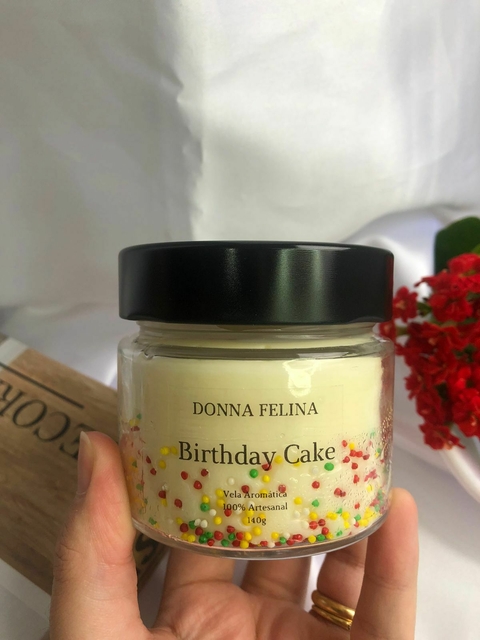 DONNA FELINA
Birthday Cake
Vela Aromática
100% Artesanal
140g